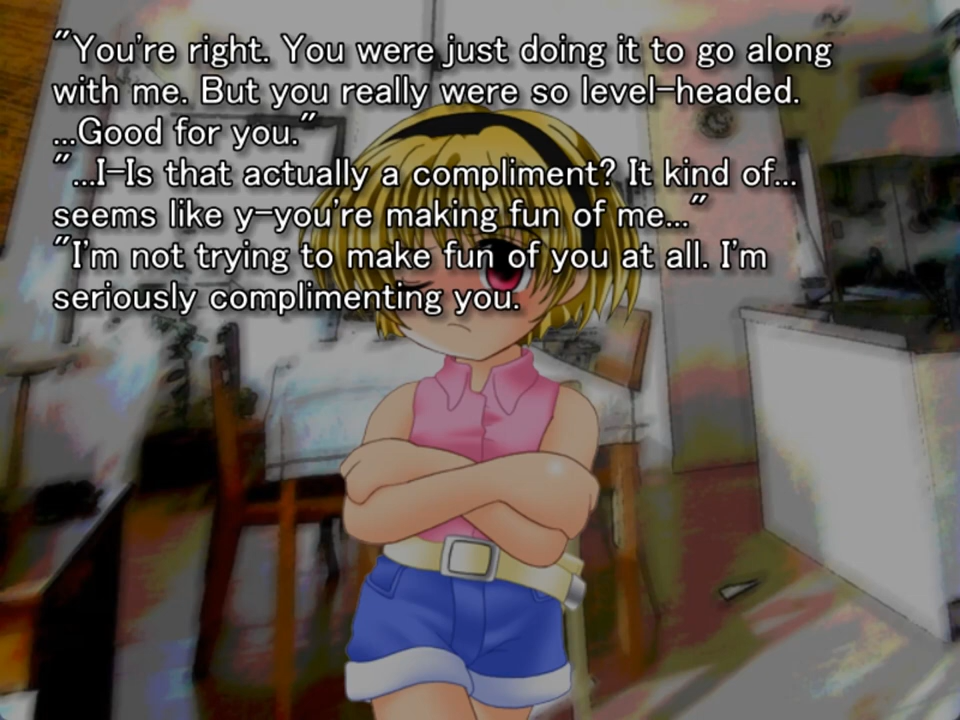 "You're right. You were just doing it to go along
with me. But you really were so level-headed.
...Good for you."
"...I-Is that actually a compliment? It kind of...
seems like y-you're making fun of me..."
"I'm not trying to make fun of you at all. I'm
seriously complimenting you.